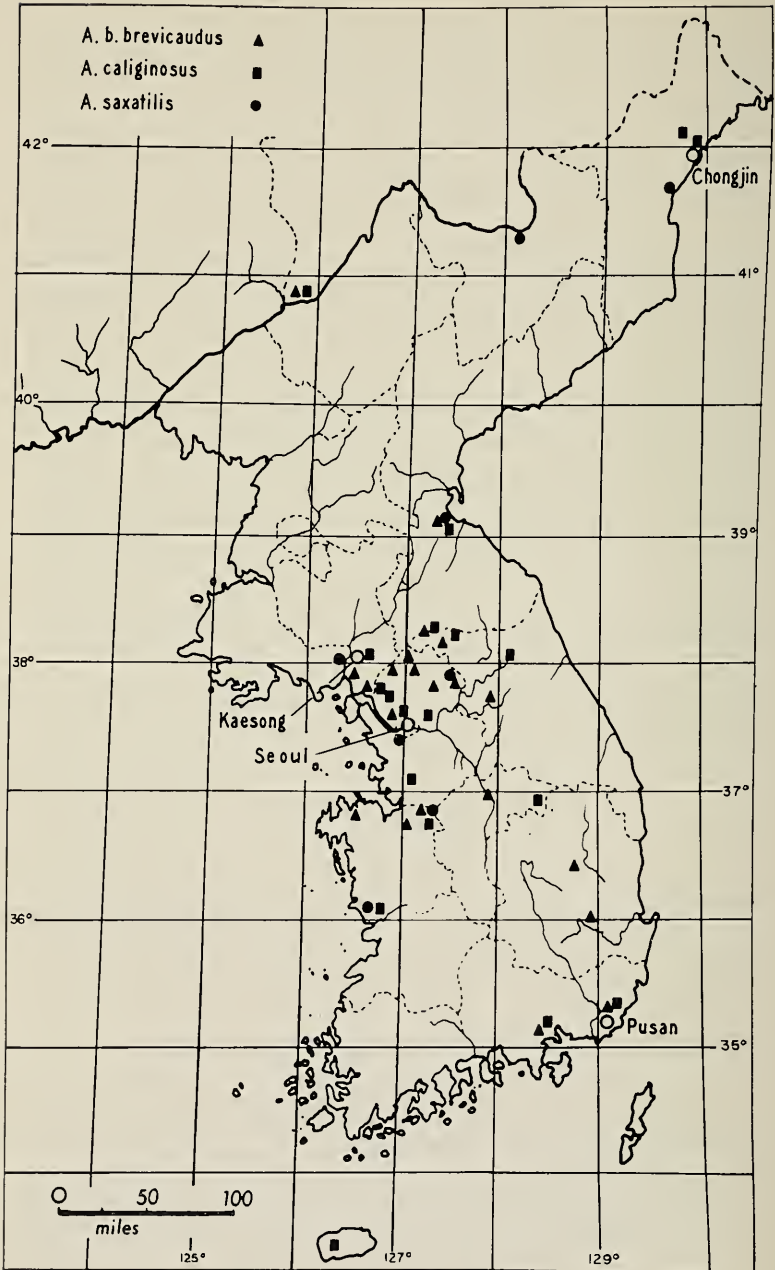 A. b. brevicaudus ▲
A. caliginosus ■
A. saxatilis ●
42°
Chongjin
41°
40°
39°
38°
Kaesong
Seoul
37°
36°
Pusan
35°
0 50 100
miles
125° 127° 129°